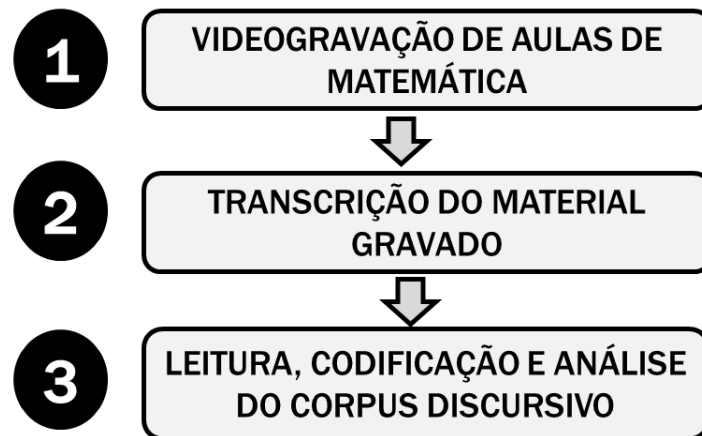 1
VIDEOGRAVAÇÃO DE AULAS DE
MATEMÁTICA
2
TRANSCRIÇÃO DO MATERIAL
GRAVADO
3
LEITURA, CODIFICAÇÃO E ANÁLISE
DO CORPUS DISCURSIVO